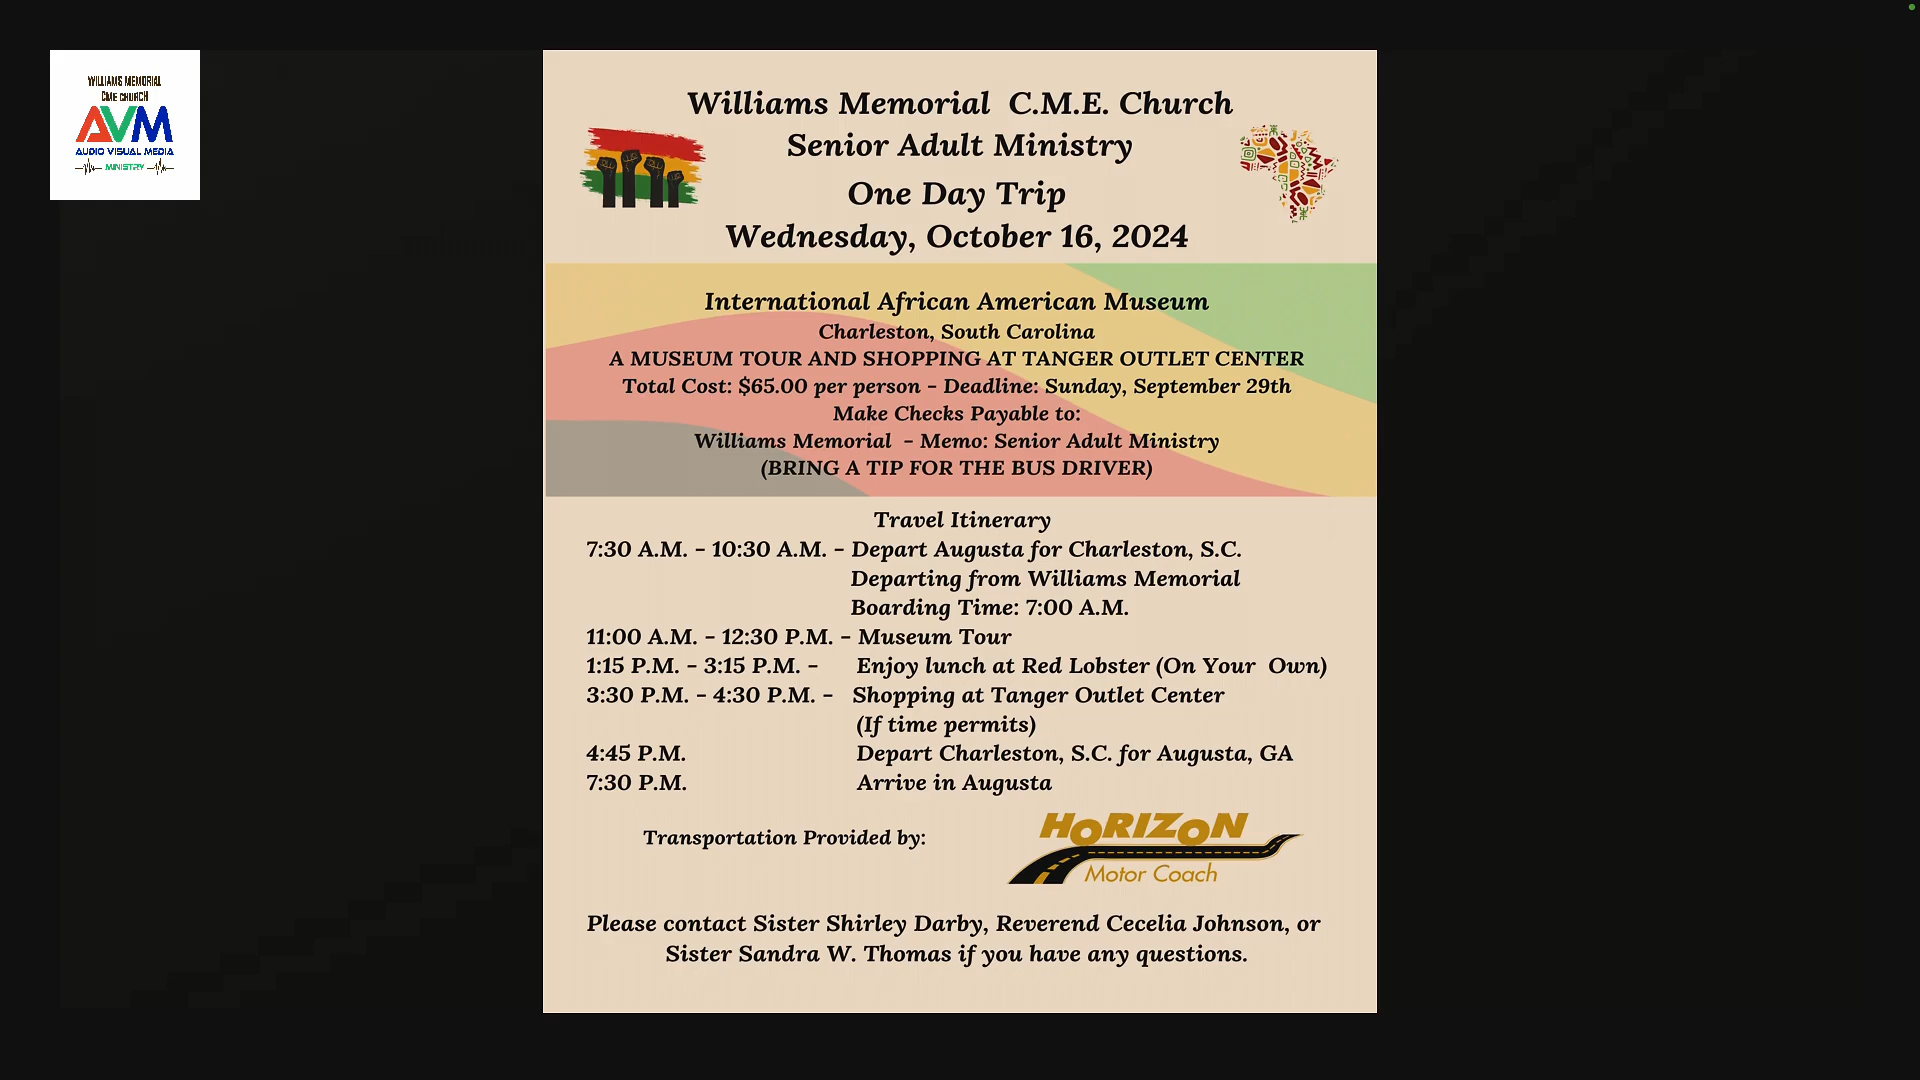 WILLIAMS MEMORIAL
CME CHURCH
AVM
AUDIO VISUAL MEDIA
MINISTRY
Williams Memorial C.M.E. Church
Senior Adult Ministry
One Day Trip
Wednesday, October 16, 2024
International African American Museum
Charleston, South Carolina
A MUSEUM TOUR AND SHOPPING AT TANGER OUTLET CENTER
Total Cost: $65.00 per person - Deadline: Sunday, September 29th
Make Checks Payable to:
Williams Memorial - Memo: Senior Adult Ministry
(BRING A TIP FOR THE BUS DRIVER)
Travel Itinerary
7:30 A.M. - 10:30 A.M. - Depart Augusta for Charleston, S.C.
Departing from Williams Memorial
Boarding Time: 7:00 A.M.
11:00 A.M. - 12:30 P.M. - Museum Tour
1:15 P.M. - 3:15 P.M. - Enjoy lunch at Red Lobster (On Your Own)
3:30 P.M. - 4:30 P.M. - Shopping at Tanger Outlet Center
(If time permits)
4:45 P.M. Depart Charleston, S.C. for Augusta, GA
7:30 P.M. Arrive in Augusta
Transportation Provided by:
HORIZON
Motor Coach
Please contact Sister Shirley Darby, Reverend Cecelia Johnson, or
Sister Sandra W. Thomas if you have any questions.